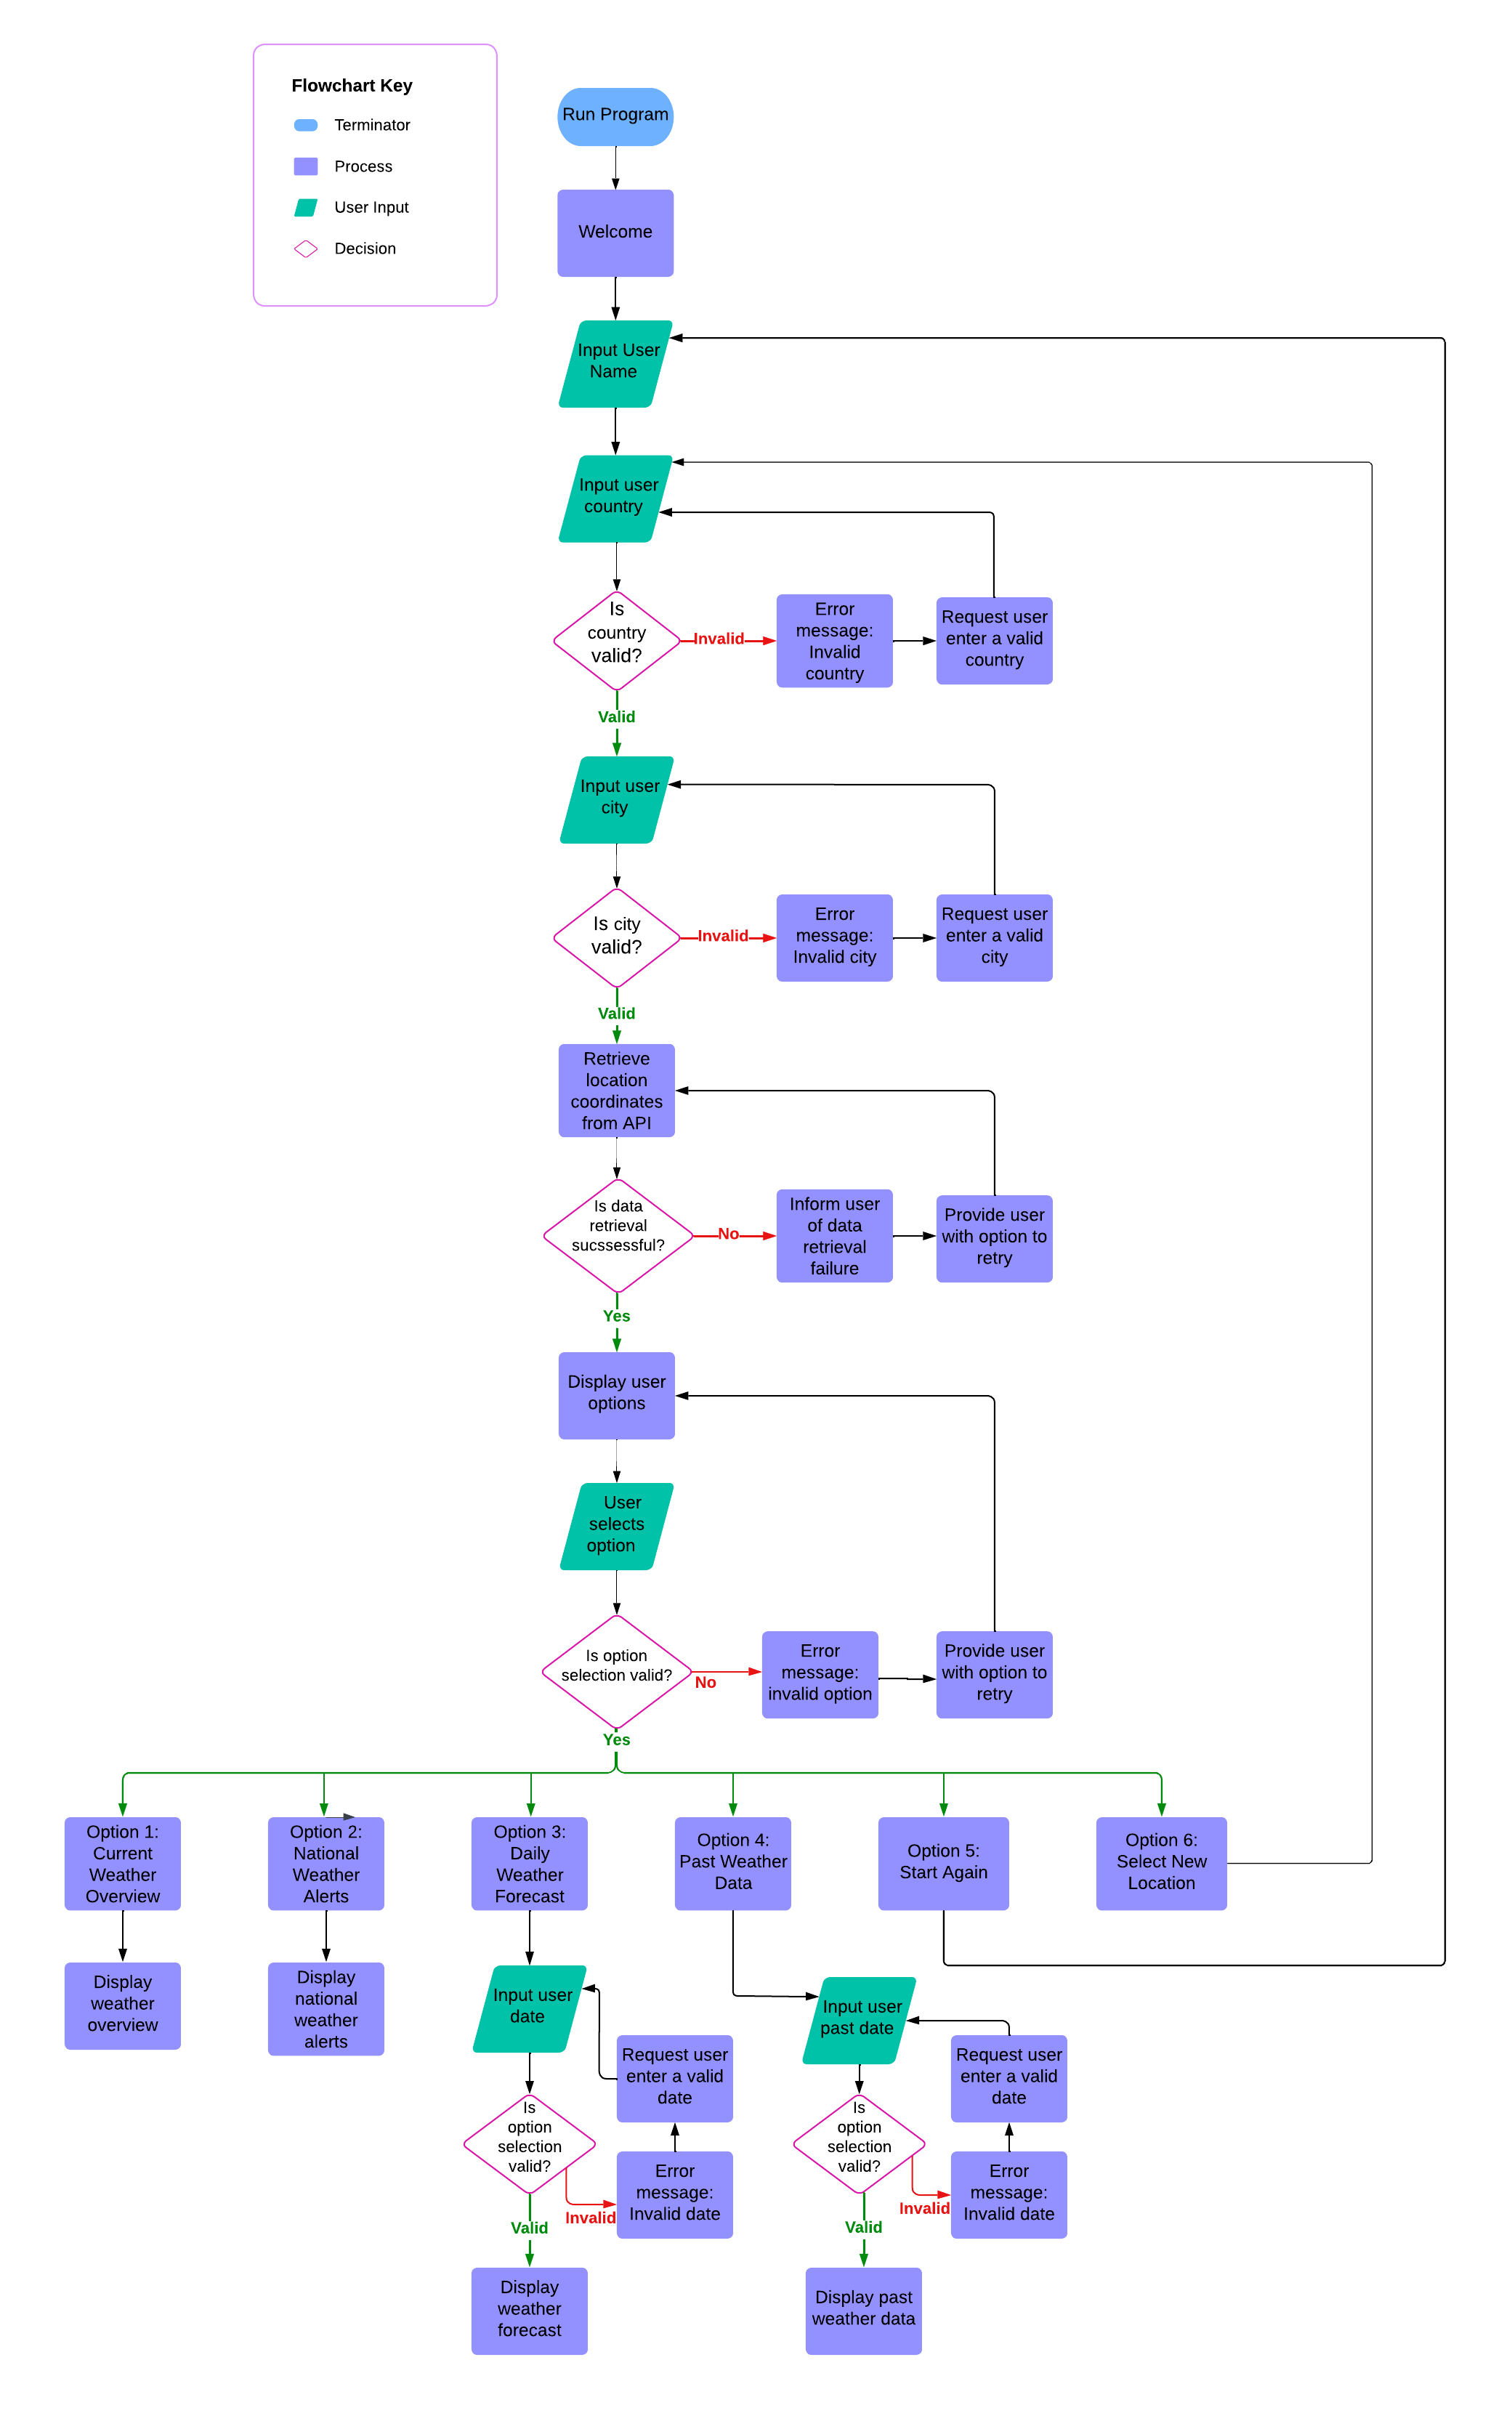 Flowchart Key
Terminator
Process
User Input
Decision
Run Program
Welcome
Input User
Name
Input user
country
Is
country
valid?
Invalid
Error
message:
Invalid
country
Request user
enter a valid
country
Valid
Input user
city
Is city
valid?
Invalid
Error
message:
Invalid city
Request user
enter a valid
city
Valid
Retrieve
location
coordinates
from API
Is data
retrieval
sucssessful?
No
Inform user
of data
retrieval
failure
Provide user
with option to
retry
Yes
Display user
options
User
selects
option
Is option
selection valid?
No
Error
message:
invalid option
Provide user
with option to
retry
Yes
Option 1:
Current
Weather
Overview
Option 2:
National
Weather
Alerts
Option 3:
Daily
Weather
Forecast
Option 4:
Past Weather
Data
Option 5:
Start Again
Option 6:
Select New
Location
Display
weather
overview
Display
national
weather
alerts
Input user
date
Request user
enter a valid
date
Is
option
selection
valid?
Invalid
Error
message:
Invalid date
Valid
Display
weather
forecast
Input user
past date
Request user
enter a valid
date
Is
option
selection
valid?
Invalid
Error
message:
Invalid date
Valid
Display past
weather data